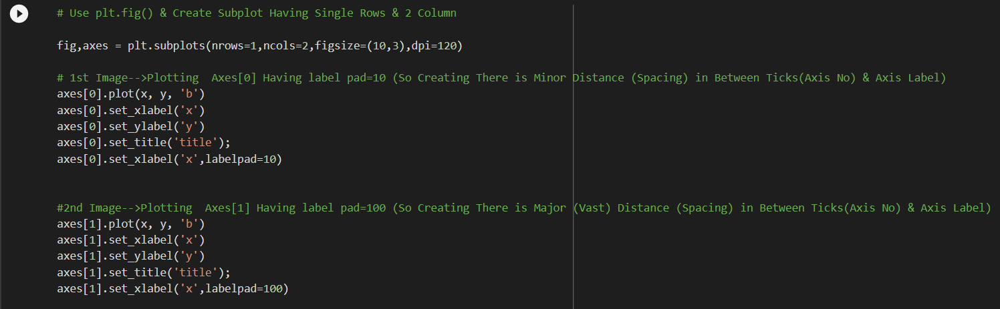 # Use plt.fig() & Create Subplot Having Single Rows & 2 Column
fig,axes = plt.subplots(nrows=1,ncols=2,figsize=(10,3),dpi=120)
# 1st Image-->Plotting  Axes[0] Having label pad=10 (So Creating There is Minor Distance (Spacing) in Between Ticks(Axis No) & Axis Label)
axes[0].plot(x, y, 'b')
axes[0].set_xlabel('x')
axes[0].set_ylabel('y')
axes[0].set_title('title');
axes[0].set_xlabel('x',labelpad=10)
#2nd Image-->Plotting  Axes[1] Having label pad=100 (So Creating There is Major (Vast) Distance (Spacing) in Between Ticks(Axis No) & Axis Label)
axes[1].plot(x, y, 'b')
axes[1].set_xlabel('x')
axes[1].set_ylabel('y')
axes[1].set_title('title');
axes[1].set_xlabel('x',labelpad=100)